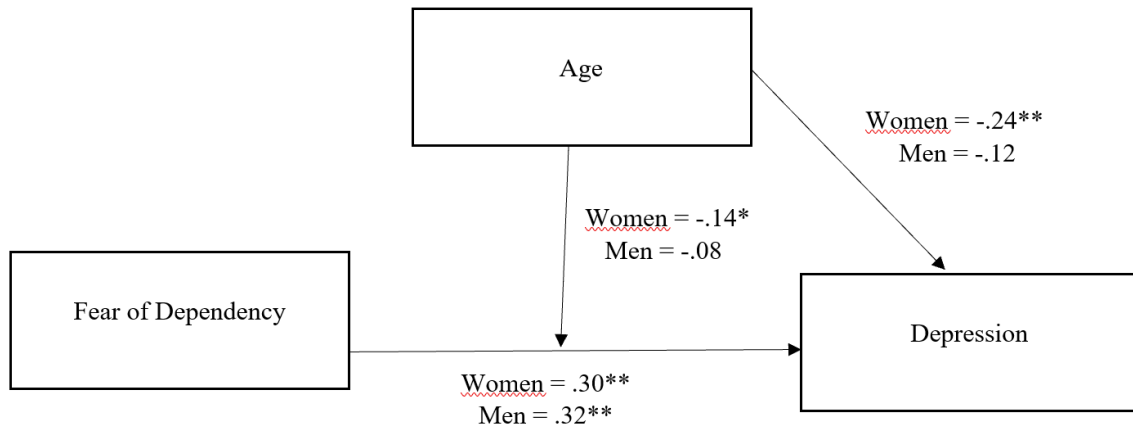 Age
Women = -.24**
Men = -.12
Women = -.14*
Men = -.08
Fear of Dependency
Depression
Women = .30**
Men = .32**